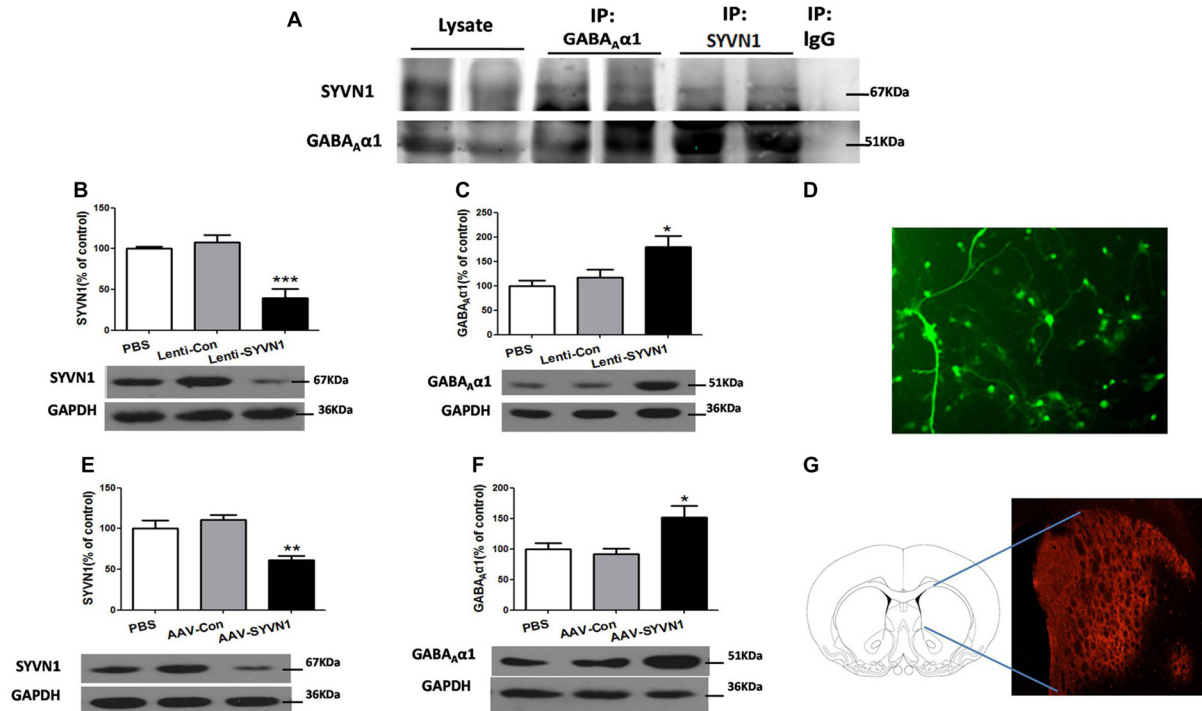 A
Lysate
IP:
GABAAα1
IP:
SYVN1
IP:
IgG
SYVN1
67KDa
GABAAα1
51KDa
B
SYVN1(% of control)
150
100
50
0
***
PBS
Lenti-Con
Lenti-SYVN1
SYVN1
67KDa
GAPDH
36KDa
C
GABAAα1(% of control)
250
200
150
100
50
0
*
PBS
Lenti-Con
Lenti-SYVN1
GABAAα1
51KDa
GAPDH
36KDa
D
E
SYVN1(% of control)
150
100
50
0
**
PBS
AAV-Con
AAV-SYVN1
SYVN1
67KDa
GAPDH
36KDa
F
GABAAα1(% of control)
200
150
100
50
0
*
PBS
AAV-Con
AAV-SYVN1
GABAAα1
51KDa
GAPDH
36KDa
G